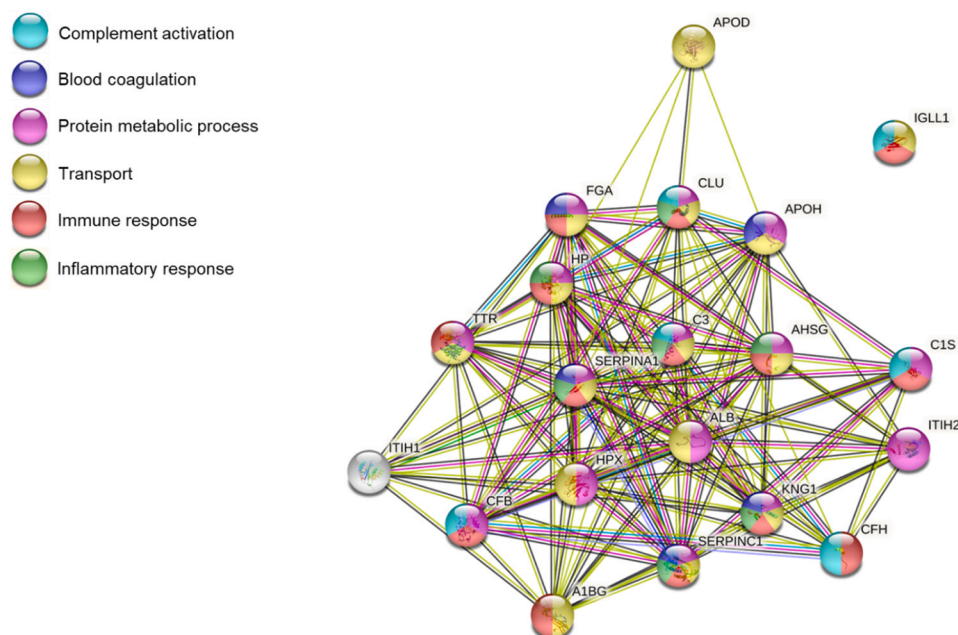 Complement activation
Blood coagulation
Protein metabolic process
Transport
Immune response
Inflammatory response
APOD
IGLL1
FGA
CLU
APOH
HP
TTR
C3
AHSG
C1S
SERPINA1
ALB
ITIH2
ITIH1
HPX
CFB
KNG1
CFH
SERPINC1
A1BG